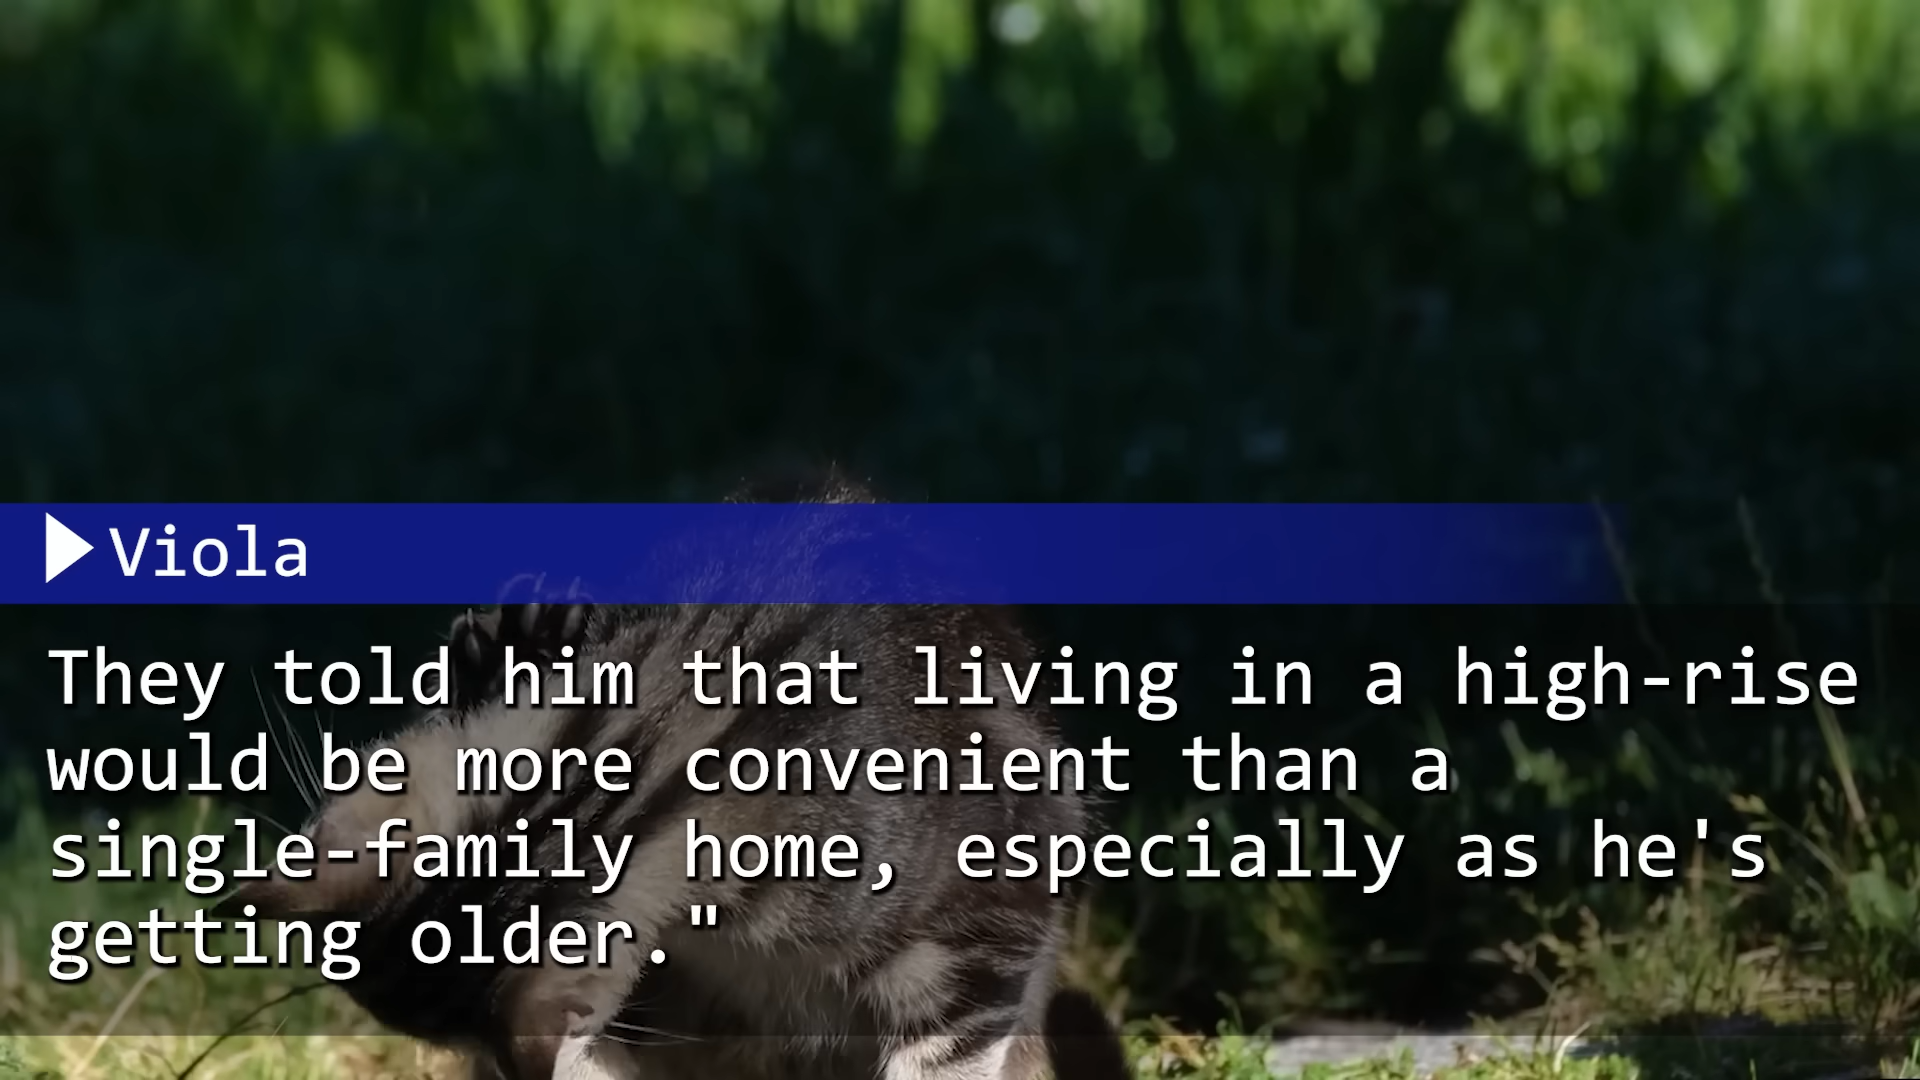 Viola
They told him that living in a high-rise
would be more convenient than a
single-family home, especially as he's
getting older."